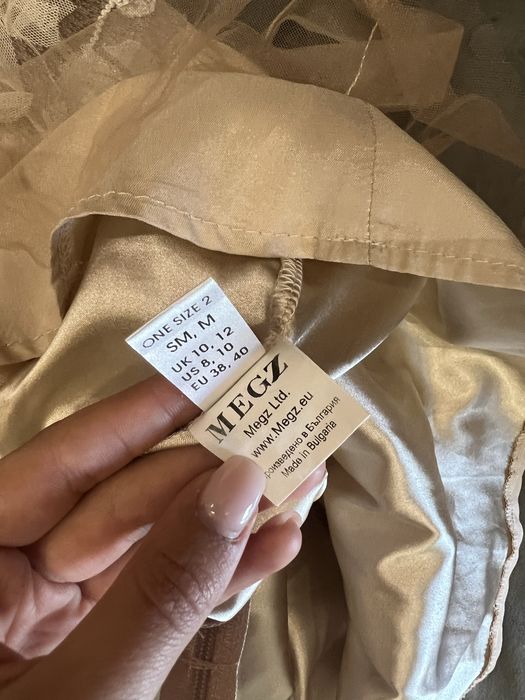 ONE SIZE 2
SM, M
UK 10, 12
US 8, 10
EU 38, 40
MEGZ
Megz Ltd.
www.Megz.eu
роизведено в България
Made in Bulgaria